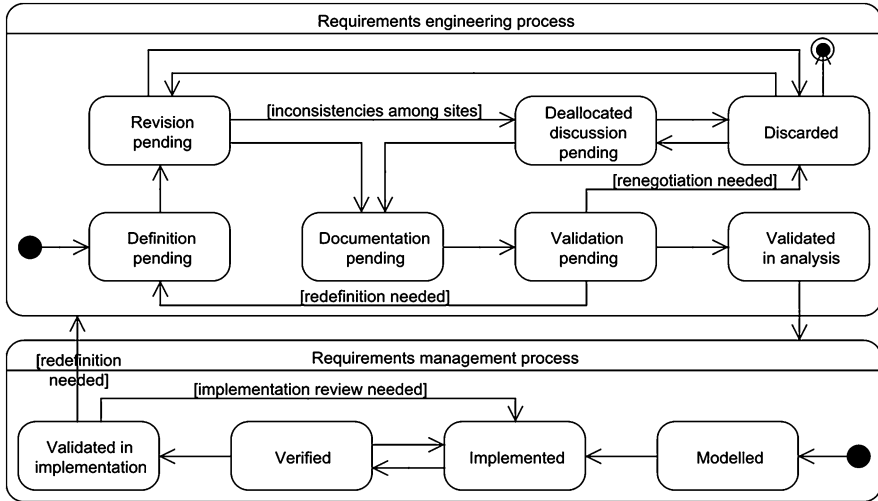 Requirements engineering process
Revision
pending
[inconsistencies among sites]
Deallocated
discussion
pending
Discarded
[renegotiation needed]
Definition
pending
Documentation
pending
Validation
pending
Validated
in analysis
[redefinition needed]
Requirements management process
[redefinition
needed]
[implementation review needed]
Validated in
implementation
Verified
Implemented
Modelled